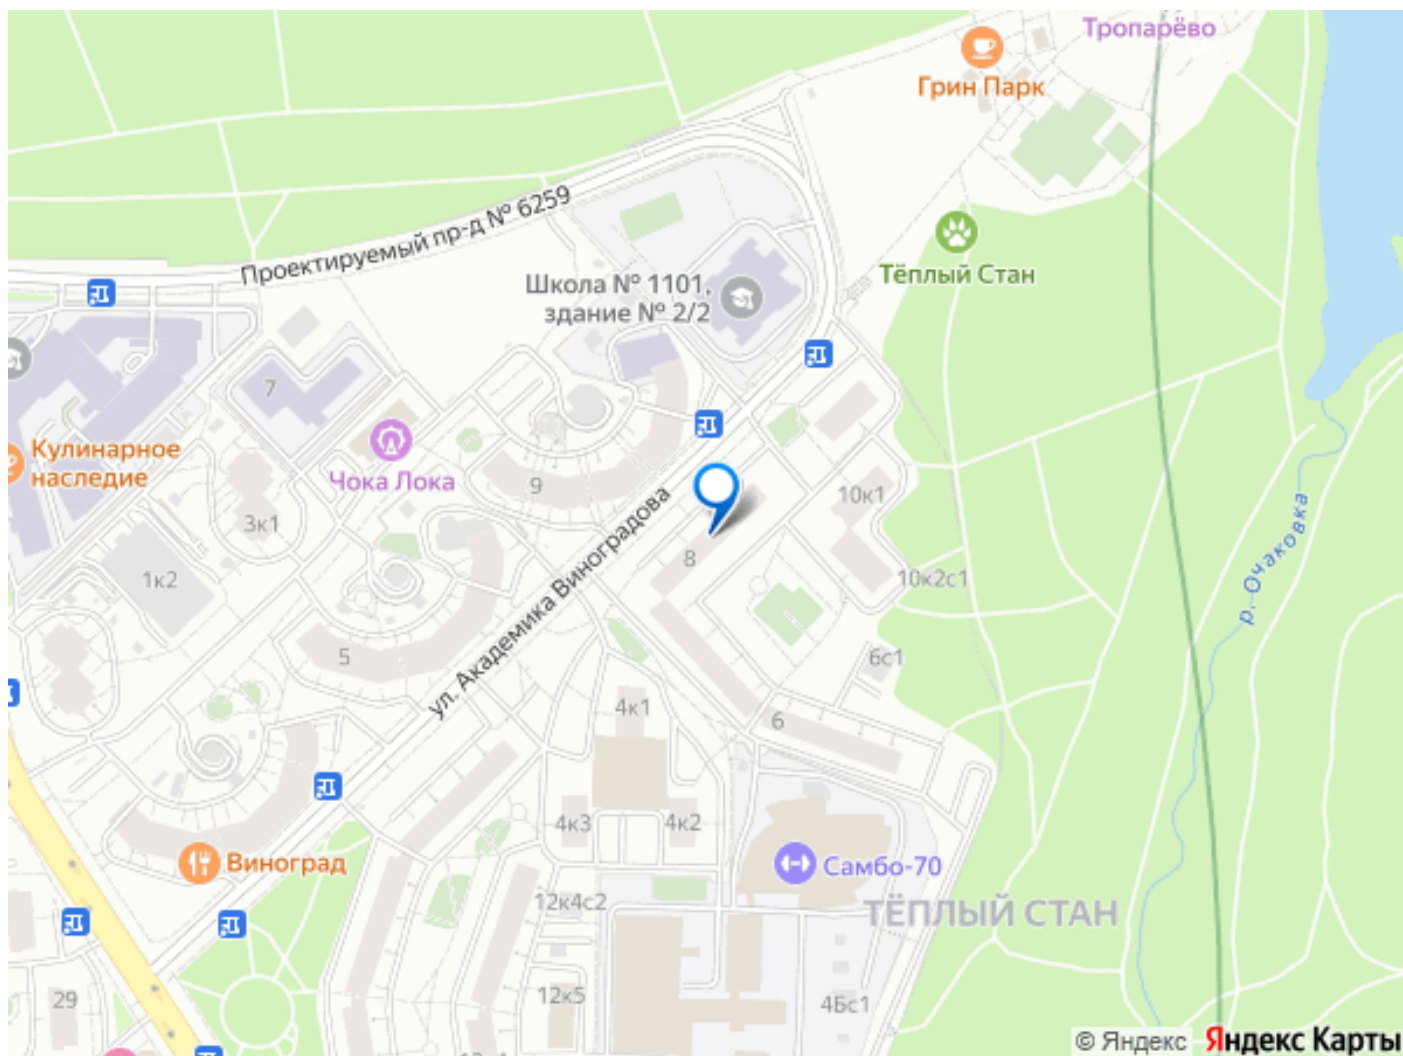 Тропарёво
Грин Парк
Проектируемый пр-д № 6259
Тёплый Стан
Школа № 1101,
здание № 2/2
7
Кулинарное
наследие
Чока Лока
9
10к1
3к1
ул. Академика Виноградова
8
р. Очаковка
1к2
10к2с1
5
6с1
4к1
6
4к3
4к2
Виноград
Самбо-70
12к4с2
ТЁПЛЫЙ СТАН
29
12к5
4Бс1
© Яндекс Яндекс Карты